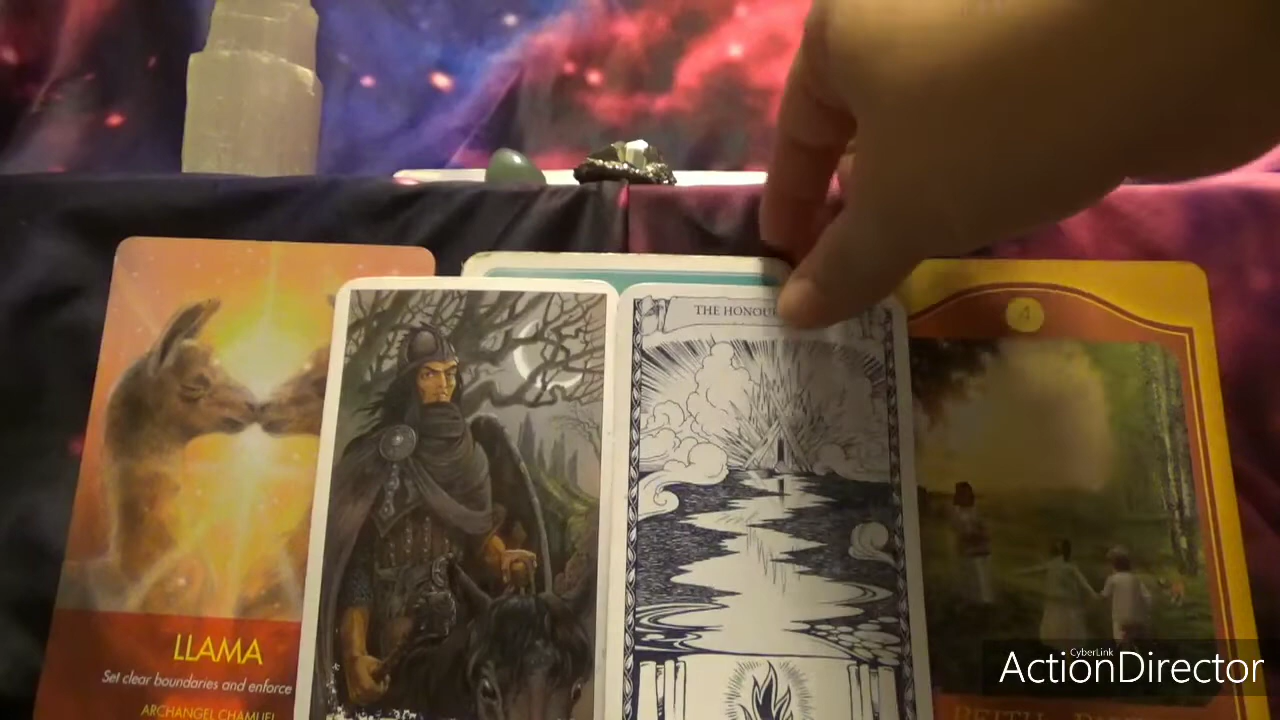 THE HONOUR
4
LLAMA
Set clear boundaries and enforce
ARCHANGEL CHAMUEL
CyberLink
ActionDirector